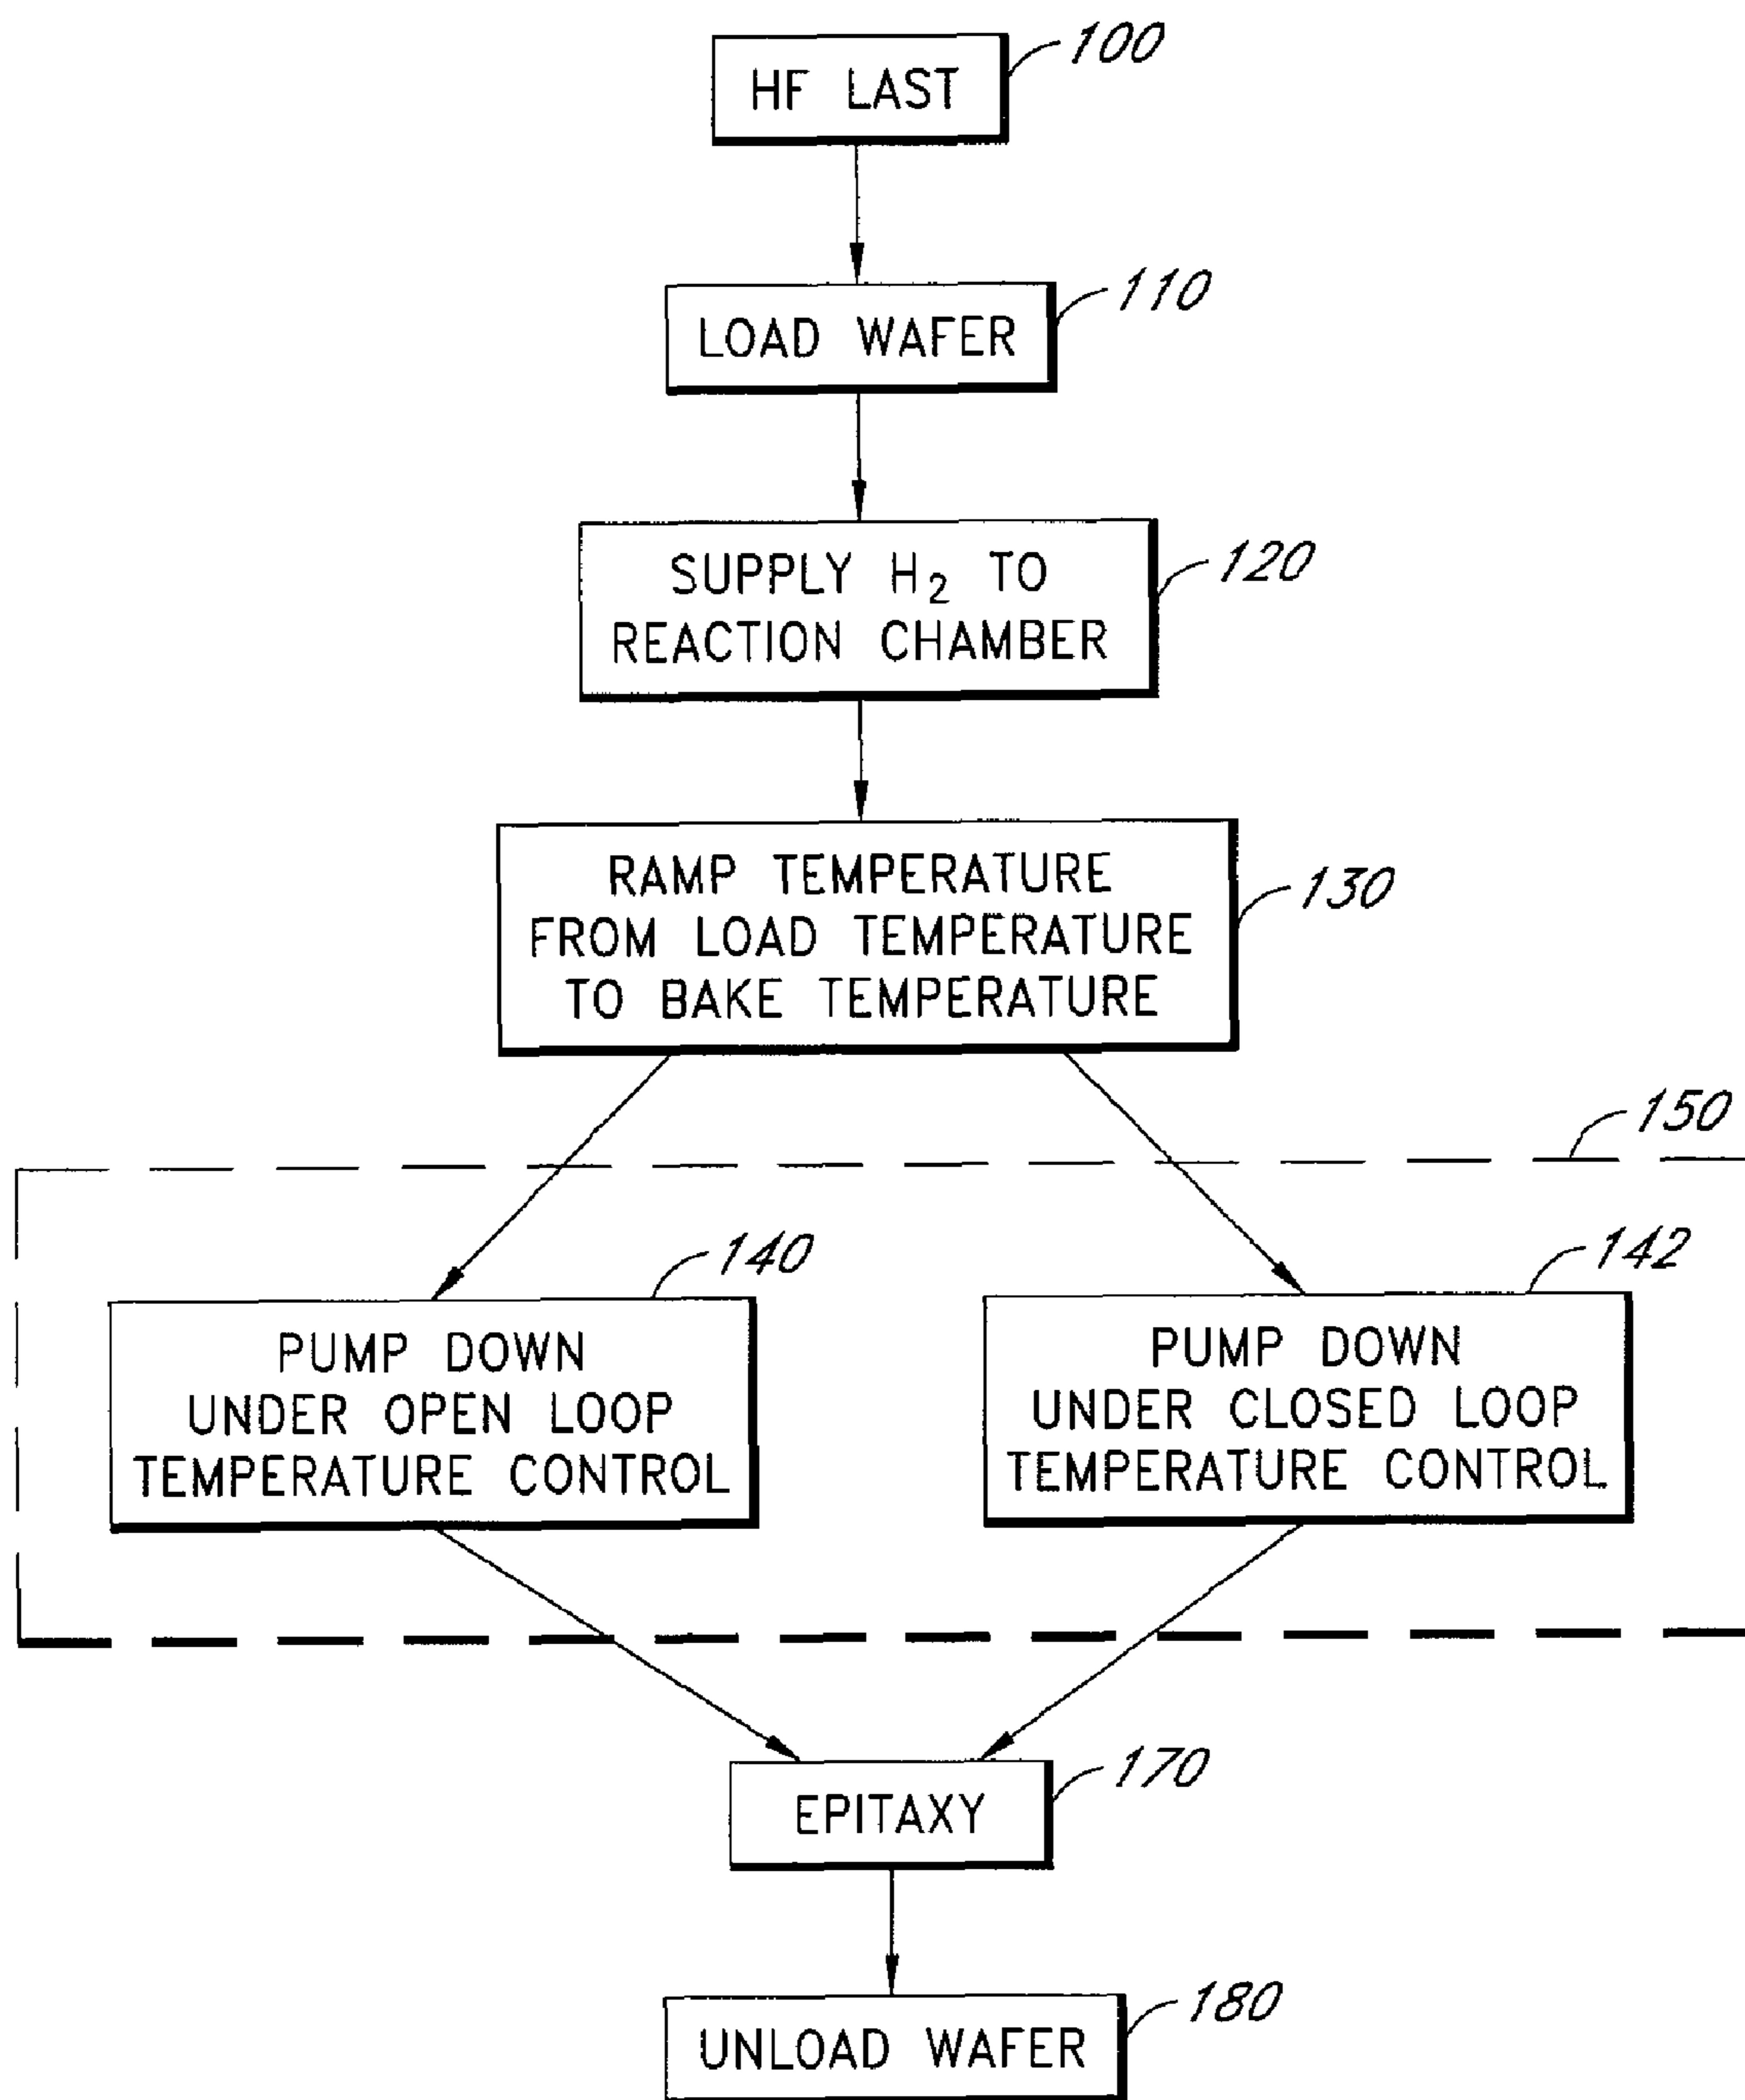 HF LAST
100
LOAD WAFER
110
SUPPLY H₂ TO
REACTION CHAMBER
120
RAMP TEMPERATURE
FROM LOAD TEMPERATURE
TO BAKE TEMPERATURE
130
150
140
PUMP DOWN
UNDER OPEN LOOP
TEMPERATURE CONTROL
142
PUMP DOWN
UNDER CLOSED LOOP
TEMPERATURE CONTROL
EPITAXY
170
UNLOAD WAFER
180